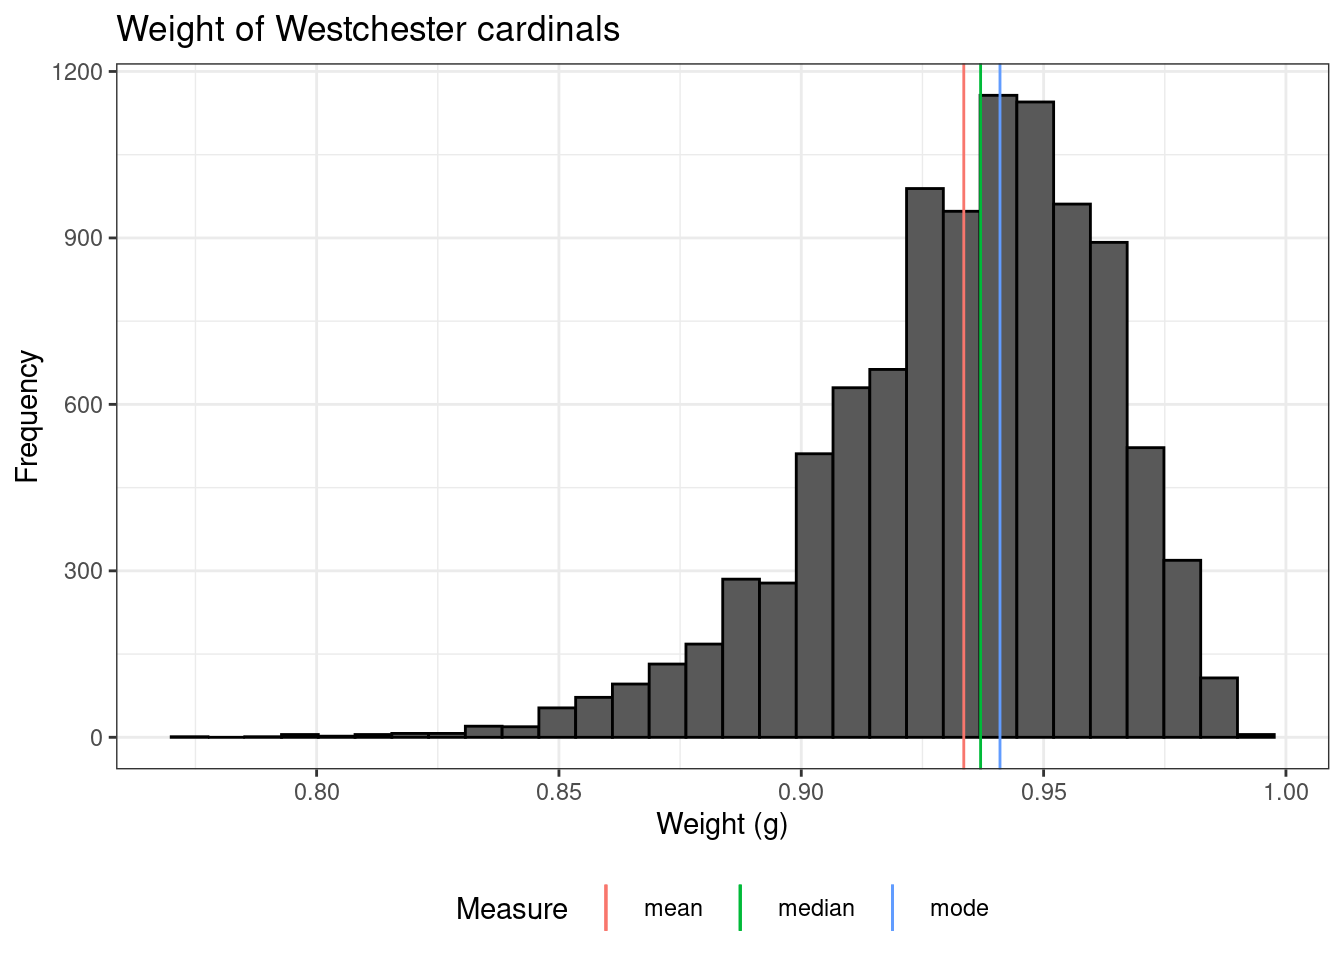 Weight of Westchester cardinals
1200
900
600
300
0
Frequency
0.80 0.85 0.90 0.95 1.00
Weight (g)
Measure mean median mode